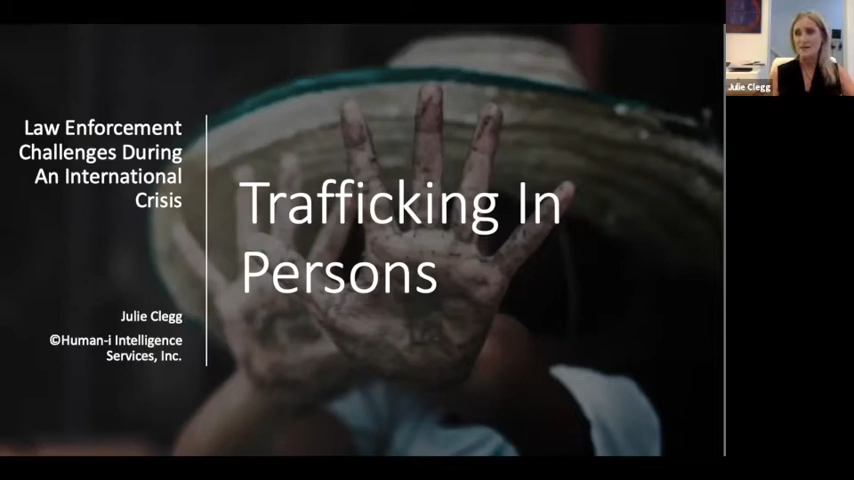 Law Enforcement
Challenges During
An International
Crisis
Trafficking In
Persons
Julie Clegg
©Human-i Intelligence
Services, Inc.
Julie Clegg